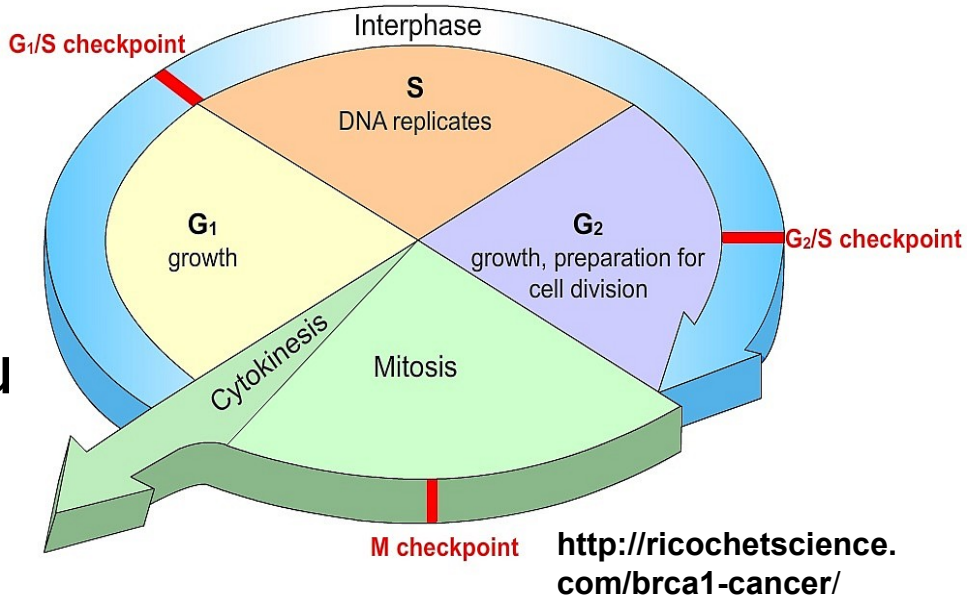 Interphase
G1/S checkpoint
S
DNA replicates
G1
growth
G2
growth, preparation for
cell division
G2/S checkpoint
Cytokinesis
Mitosis
M checkpoint
http://ricochetscience.
com/brca1-cancer/